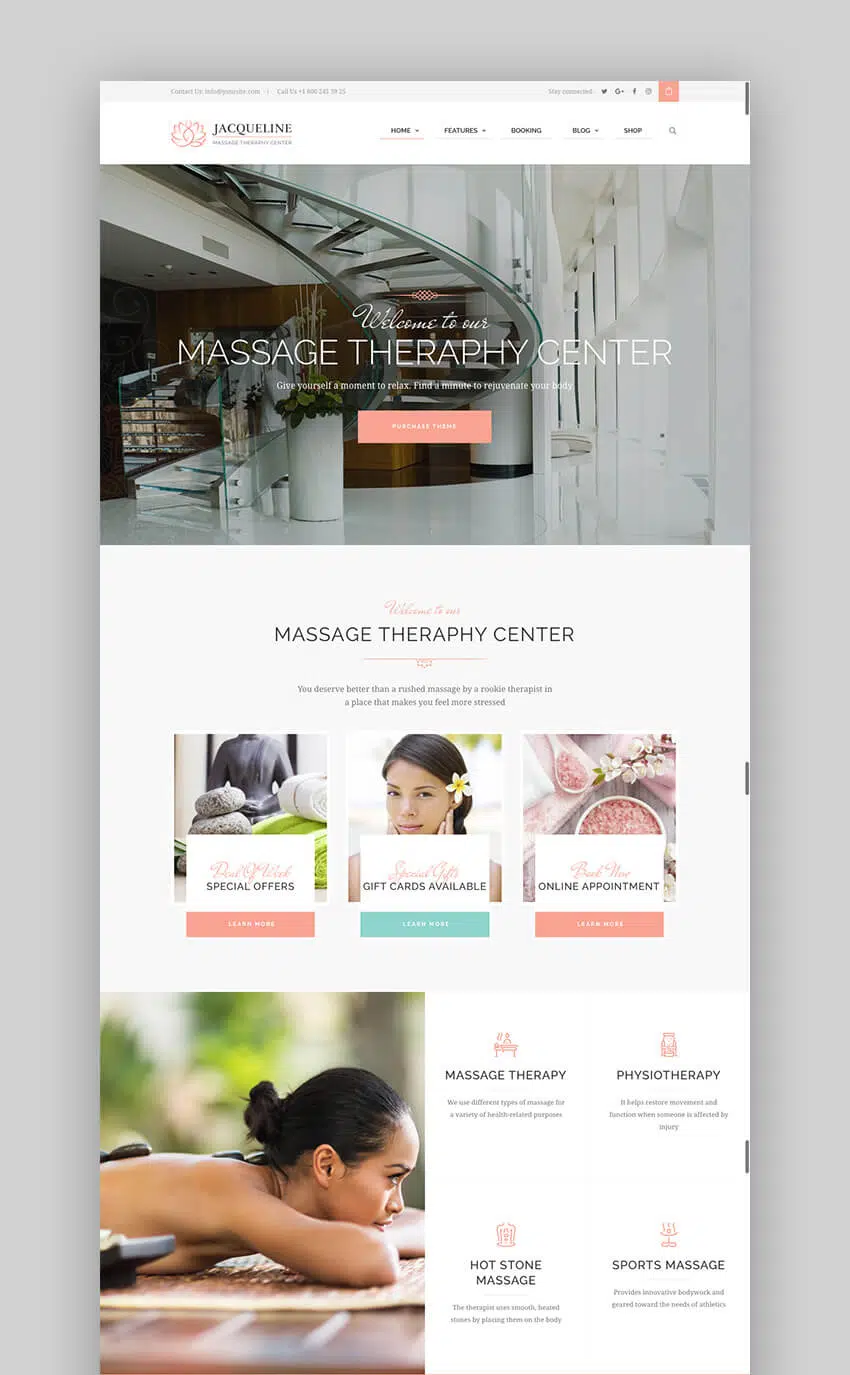 Contact Us: info@yoursite.com - | Call Us +1 800 245 39 25
Stay connected:
JACQUELINE
MASSAGE THERAPHY CENTER
HOME FEATURES BOOKING BLOG SHOP
Welcome to our
MASSAGE THERAPHY CENTER
Give yourself a moment to relax. Find a minute to rejuvenate your body
PURCHASE THEME
Welcome to our
MASSAGE THERAPHY CENTER
You deserve better than a rushed massage by a rookie therapist in
a place that makes you feel more stressed
Deal Of Week
SPECIAL OFFERS
LEARN MORE
Special Gifts
GIFT CARDS AVAILABLE
LEARN MORE
Book Now
ONLINE APPOINTMENT
LEARN MORE
MASSAGE THERAPY
We use different types of massage for
a variety of health-related purposes
PHYSIOTHERAPY
It helps restore movement and
function when someone is affected by
injury
HOT STONE
MASSAGE
The therapist uses smooth, heated
stones by placing them on the body
SPORTS MASSAGE
Provides innovative bodywork and
geared toward the needs of athletics